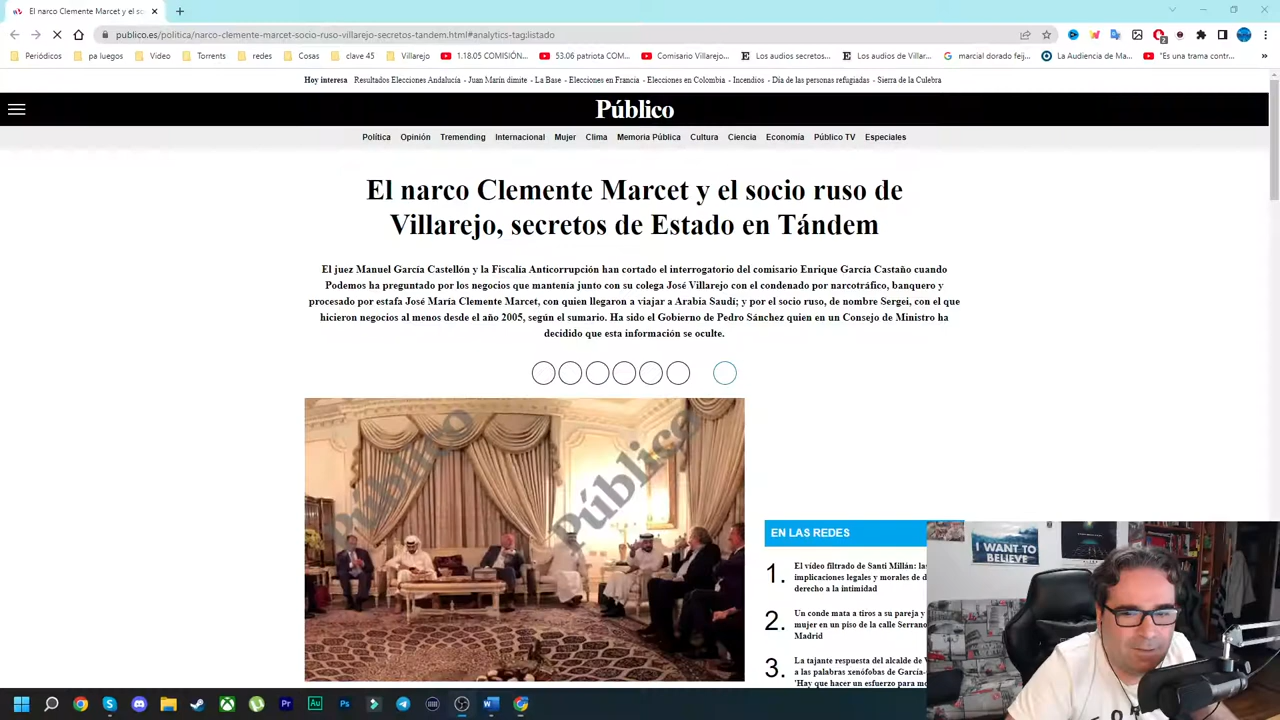 El narco Clemente Marcet y el soc
publico.es/politica/narco-clemente-marcet-socio-ruso-villarejo-secretos-tandem.html#analytics-tag:listado
Periódicos
pa luegos
Video
Torrents
redes
Cosas
clave 45
Villarejo
1.18.05 COMISIÓN...
53.06 patriota COM...
Comisario Villarejo...
Los audios secretos...
Los audios de Villar...
marcial dorado feij...
La Audiencia de Ma...
"Es una trama contr...
Hoy interesa Resultados Elecciones Andalucía - Juan Marín dimite - La Base - Elecciones en Francia - Elecciones en Colombia - Incendios - Día de las personas refugiadas - Sierra de la Culebra
Público
Política Opinión Tremending Internacional Mujer Clima Memoria Pública Cultura Ciencia Economía Público TV Especiales
El narco Clemente Marcet y el socio ruso de
Villarejo, secretos de Estado en Tándem
El juez Manuel García Castellón y la Fiscalía Anticorrupción han cortado el interrogatorio del comisario Enrique García Castaño cuando
Podemos ha preguntado por los negocios que mantenía junto con su colega José Villarejo con el condenado por narcotráfico, banquero y
procesado por estafa José María Clemente Marcet, con quien llegaron a viajar a Arabia Saudí; y por el socio ruso, de nombre Sergei, con el que
hicieron negocios al menos desde el año 2005, según el sumario. Ha sido el Gobierno de Pedro Sánchez quien en un Consejo de Ministro ha
decidido que esta información se oculte.
Público
Público
EN LAS REDES
1. El vídeo filtrado de Santi Millán: las
implicaciones legales y morales de
derecho a la intimidad
2. Un conde mata a tiros a su pareja y
mujer en un piso de la calle Serrano
Madrid
3. La tajante respuesta del alcalde de
a las palabras xenófobas de García-
'Hay que hacer un esfuerzo para
I WANT TO
BELIEVE